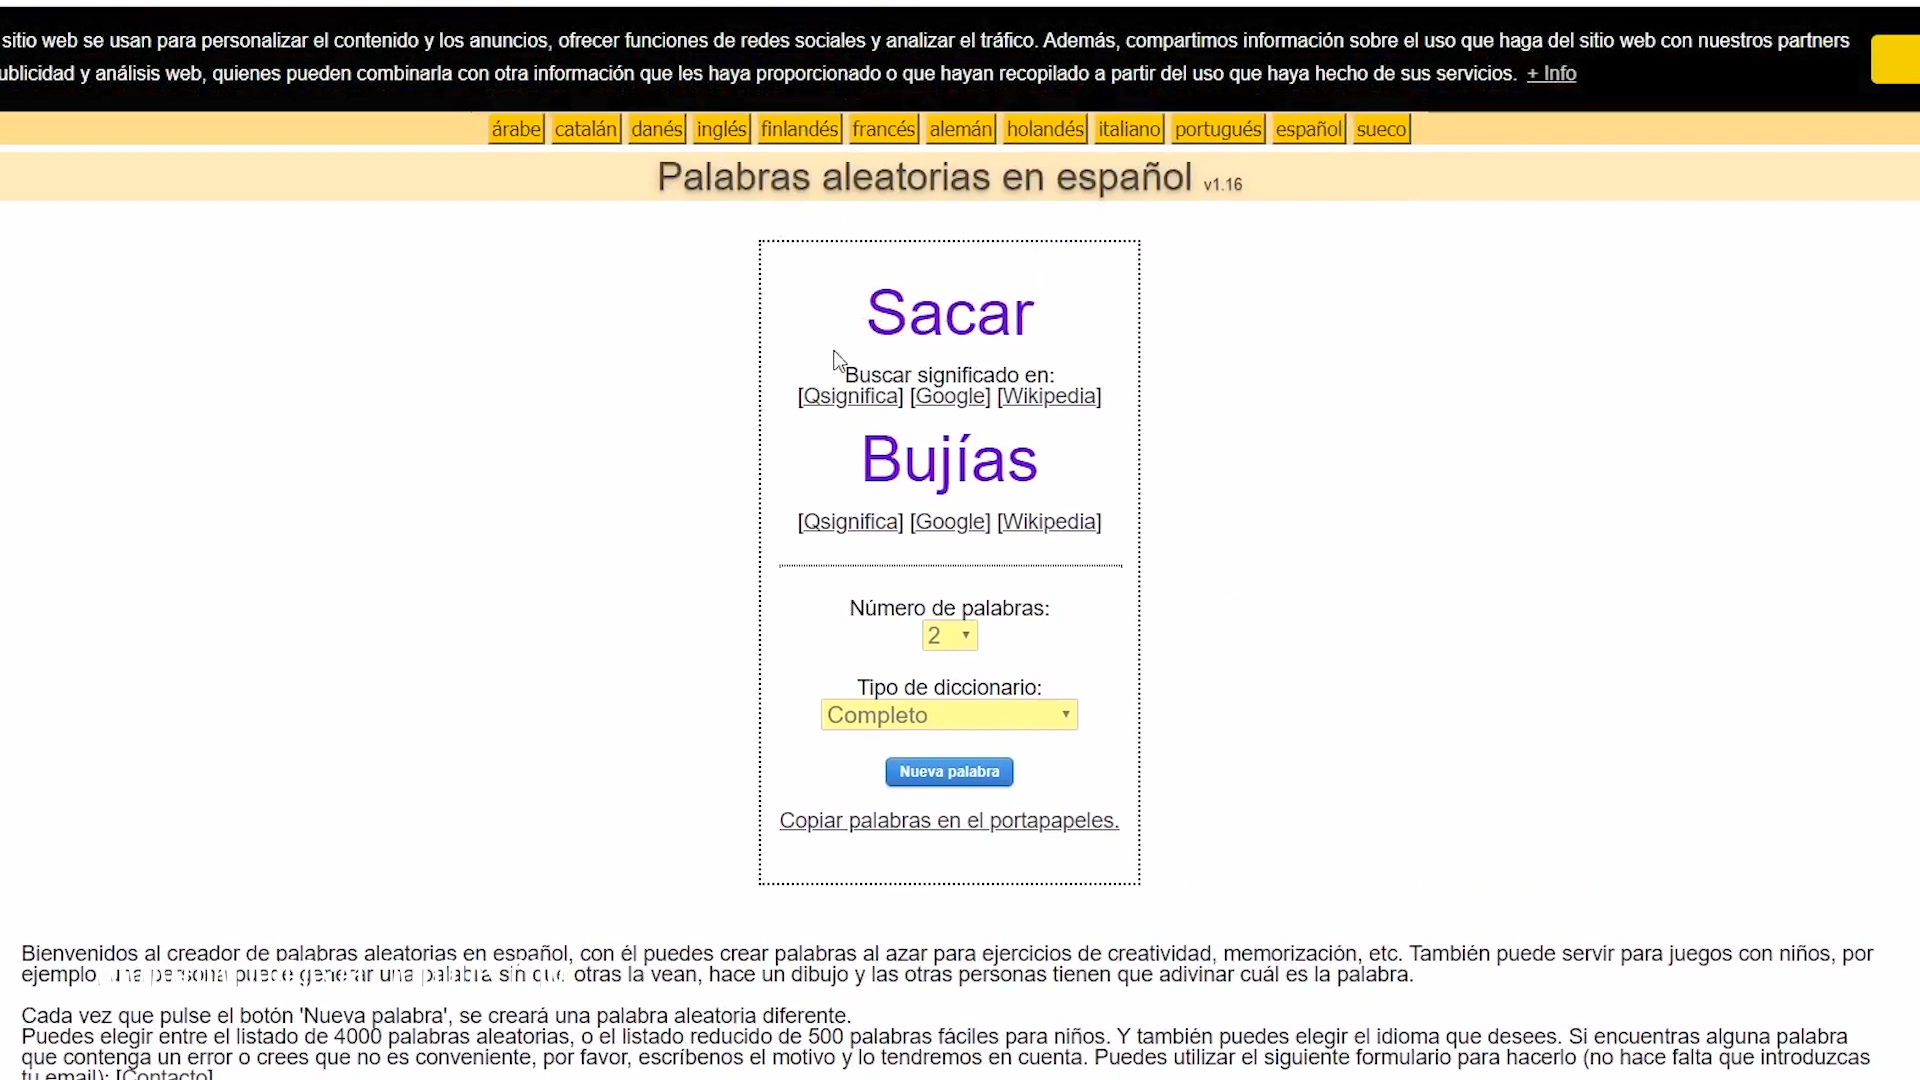 sitio web se usan para personalizar el contenido y los anuncios, ofrecer funciones de redes sociales y analizar el tráfico. Además, compartimos información sobre el uso que haga del sitio web con nuestros partners
ublicidad y análisis web, quienes pueden combinarla con otra información que les haya proporcionado o que hayan recopilado a partir del uso que haya hecho de sus servicios. + Info
árabe catalán danés inglés finlandés francés alemán holandés italiano portugués español sueco
Palabras aleatorias en español v1.16
Sacar
Buscar significado en:
[Qsignifica] [Google] [Wikipedia]
Bujías
[Qsignifica] [Google] [Wikipedia]
Número de palabras:
2
Tipo de diccionario:
Completo
Nueva palabra
Copiar palabras en el portapapeles.
Bienvenidos al creador de palabras aleatorias en español, con él puedes crear palabras al azar para ejercicios de creatividad, memorización, etc. También puede servir para juegos con niños, por
ejemplo, una persona puede generar una palabra sin que otras la vean, hace un dibujo y las otras personas tienen que adivinar cuál es la palabra.
Cada vez que pulse el botón 'Nueva palabra', se creará una palabra aleatoria diferente.
Puedes elegir entre el listado de 4000 palabras aleatorias, o el listado reducido de 500 palabras fáciles para niños. Y también puedes elegir el idioma que desees. Si encuentras alguna palabra
que contenga un error o crees que no es conveniente, por favor, escríbenos el motivo y lo tendremos en cuenta. Puedes utilizar el siguiente formulario para hacerlo (no hace falta que introduzcas
tu email): [Contacto]